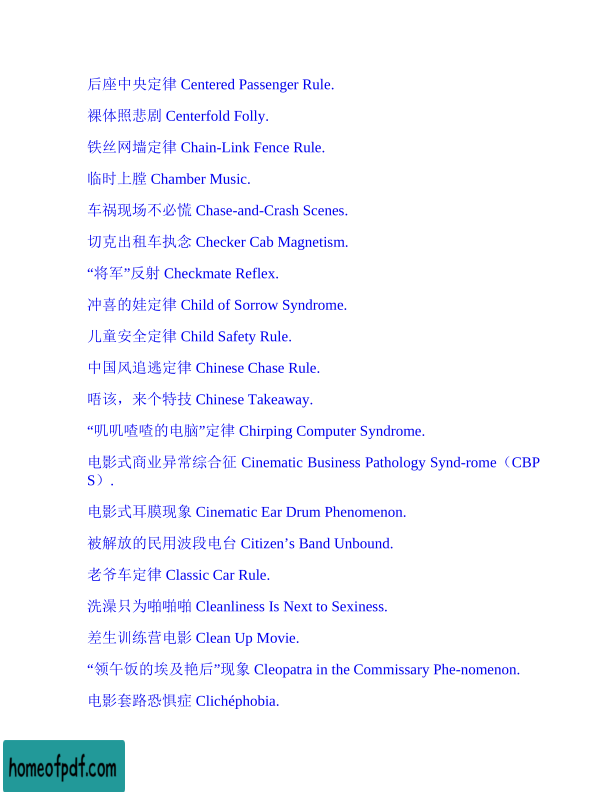 后座中央定律 Centered Passenger Rule.
裸体照悲剧 Centerfold Folly.
铁丝网墙定律 Chain-Link Fence Rule.
临时上膛 Chamber Music.
车祸现场不必慌 Chase-and-Crash Scenes.
切克出租车执念 Checker Cab Magnetism.
“将军”反射 Checkmate Reflex.
冲喜的娃定律 Child of Sorrow Syndrome.
儿童安全定律 Child Safety Rule.
中国风追逃定律 Chinese Chase Rule.
唔该，来个特技 Chinese Takeaway.
“叽叽喳喳的电脑”定律 Chirping Computer Syndrome.
电影式商业异常综合征 Cinematic Business Pathology Synd-rome（CBP
S）.
电影式耳膜现象 Cinematic Ear Drum Phenomenon.
被解放的民用波段电台 Citizen’s Band Unbound.
老爷车定律 Classic Car Rule.
洗澡只为啪啪啪 Cleanliness Is Next to Sexiness.
差生训练营电影 Clean Up Movie.
“领午饭的埃及艳后”现象 Cleopatra in the Commissary Phe-nomenon.
电影套路恐惧症 Clichéphobia.
homeofpdf.com